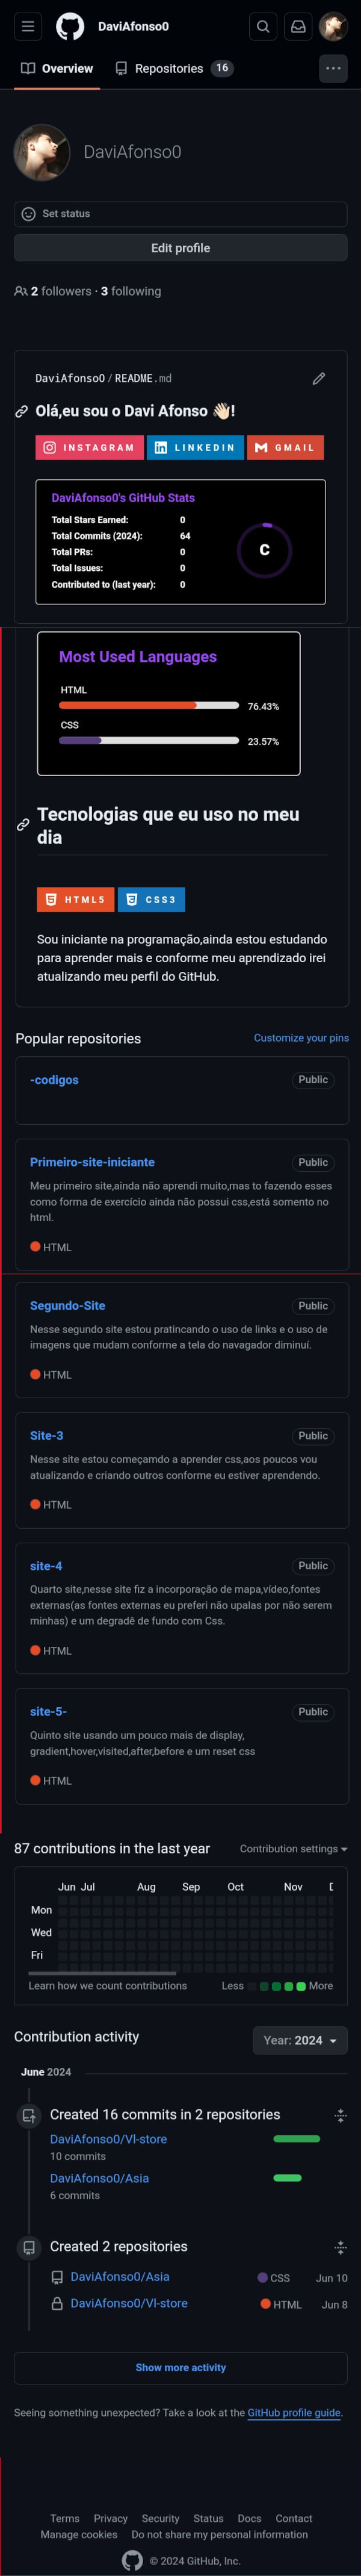 DaviAfonso0
Overview
Repositories 16
DaviAfonso0
Set status
Edit profile
2 followers · 3 following
DaviAfonso0 / README.md
Olá,eu sou o Davi Afonso 👋🏻!
INSTAGRAM LINKEDIN GMAIL
DaviAfonso0's GitHub Stats
Total Stars Earned: 0
Total Commits (2024): 64
Total PRs: 0
Total Issues: 0
Contributed to (last year): 0
C
Most Used Languages
HTML
76.43%
CSS
23.57%
Tecnologias que eu uso no meu
dia
HTML5 CSS3
Sou iniciante na programação,ainda estou estudando
para aprender mais e conforme meu aprendizado irei
atualizando meu perfil do GitHub.
Popular repositories Customize your pins
-codigos Public
Primeiro-site-iniciante Public
Meu primeiro site,ainda não aprendi muito,mas to fazendo esses
como forma de exercício ainda não possui css,está somento no
html.
HTML
Segundo-Site Public
Nesse segundo site estou pratincando o uso de links e o uso de
imagens que mudam conforme a tela do navagador diminuí.
HTML
Site-3 Public
Nesse site estou começamdo a aprender css,aos poucos vou
atualizando e criando outros conforme eu estiver aprendendo.
HTML
site-4 Public
Quarto site,nesse site fiz a incorporação de mapa,vídeo,fontes
externas(as fontes externas eu preferi não upalas por não serem
minhas) e um degradê de fundo com Css.
HTML
site-5- Public
Quinto site usando um pouco mais de display,
gradient,hover,visited,after,before e um reset css
HTML
87 contributions in the last year Contribution settings
Jun Jul Aug Sep Oct Nov
Mon
Wed
Fri
Learn how we count contributions Less More
Contribution activity
Year: 2024
June 2024
Created 16 commits in 2 repositories
DaviAfonso0/Vl-store
10 commits
DaviAfonso0/Asia
6 commits
Created 2 repositories
DaviAfonso0/Asia CSS Jun 10
DaviAfonso0/Vl-store HTML Jun 8
Show more activity
Seeing something unexpected? Take a look at the GitHub profile guide.
Terms Privacy Security Status Docs Contact
Manage cookies Do not share my personal information
© 2024 GitHub, Inc.